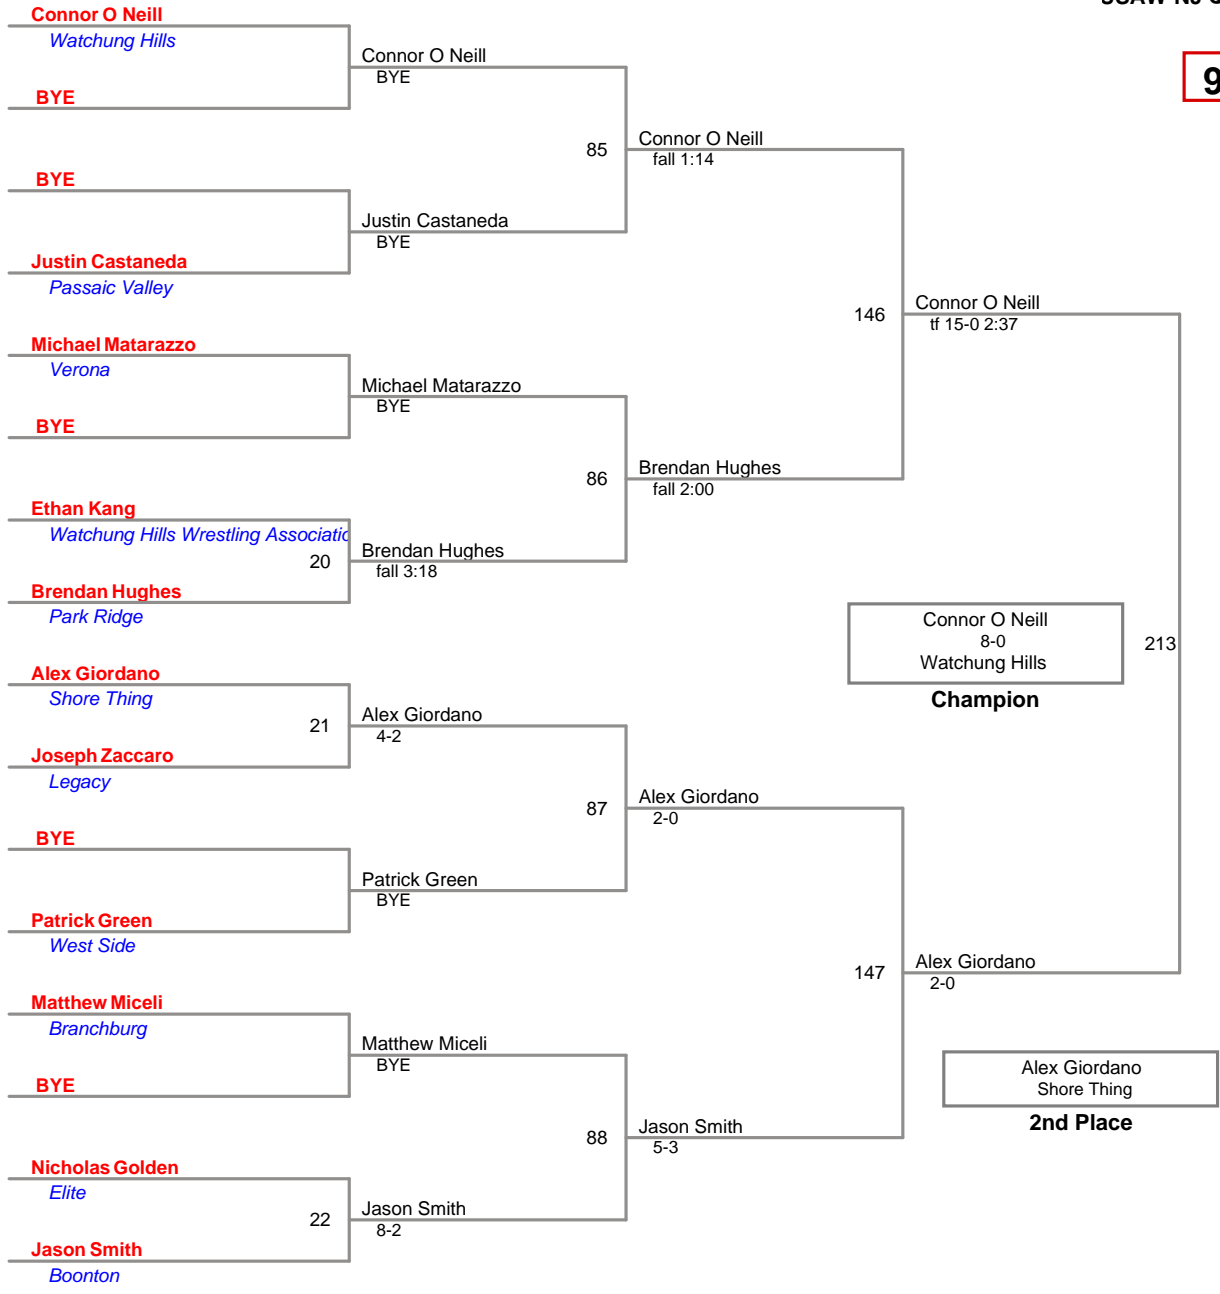 Connor O Neill
Watchung Hills
Connor O Neill
BYE
BYE
9
85
Connor O Neill
fall 1:14
BYE
Justin Castaneda
BYE
Justin Castaneda
Passaic Valley
146
Connor O Neill
tf 15-0 2:37
Michael Matarazzo
Verona
Michael Matarazzo
BYE
BYE
86
Brendan Hughes
fall 2:00
Ethan Kang
Watchung Hills Wrestling Associatio
20
Brendan Hughes
fall 3:18
Brendan Hughes
Park Ridge
Connor O Neill
8-0
Watchung Hills
Champion
213
Alex Giordano
Shore Thing
21
Alex Giordano
4-2
Joseph Zaccaro
Legacy
87
Alex Giordano
2-0
BYE
Patrick Green
BYE
Patrick Green
West Side
147
Alex Giordano
2-0
Matthew Miceli
Branchburg
Matthew Miceli
BYE
BYE
Alex Giordano
Shore Thing
2nd Place
88
Jason Smith
5-3
Nicholas Golden
Elite
22
Jason Smith
8-2
Jason Smith
Boonton